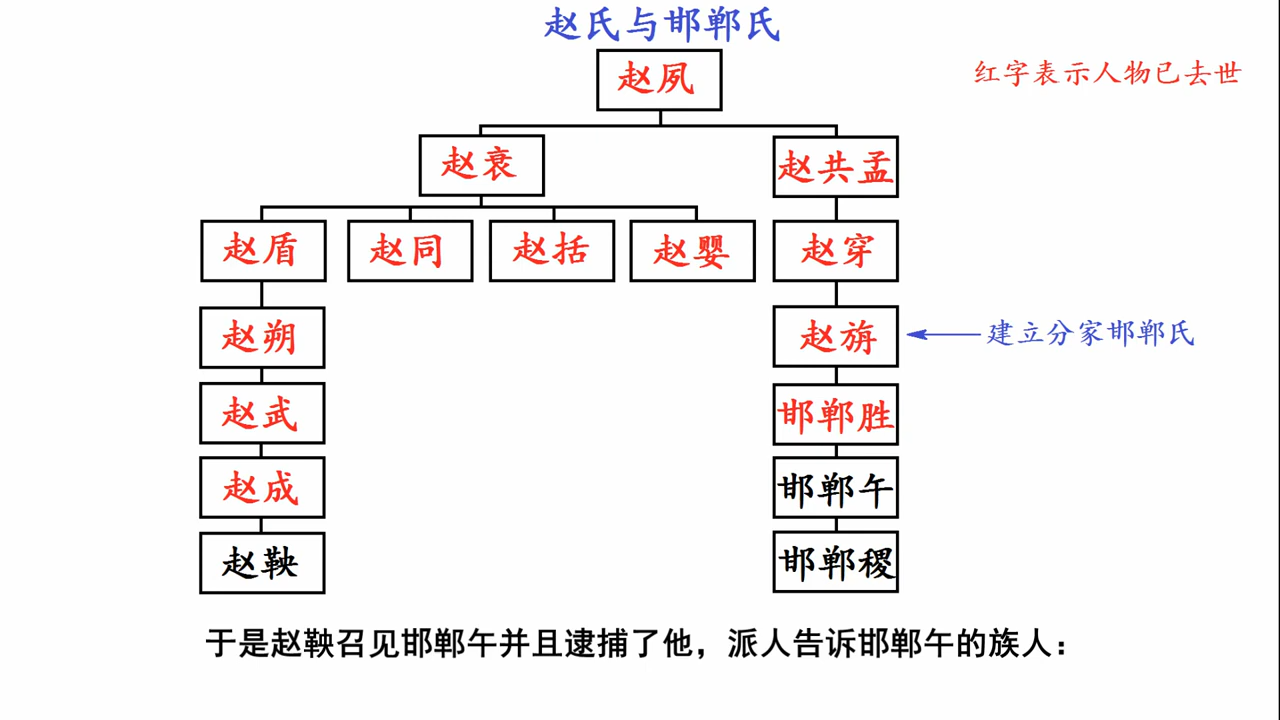 赵氏与邯郸氏
红字表示人物已去世
赵夙
赵衰
赵共孟
赵盾
赵同
赵括
赵婴
赵穿
赵朔
赵旃
建立分家邯郸氏
赵武
邯郸胜
赵成
邯郸午
赵鞅
邯郸稷
于是赵鞅召见邯郸午并且逮捕了他，派人告诉邯郸午的族人：